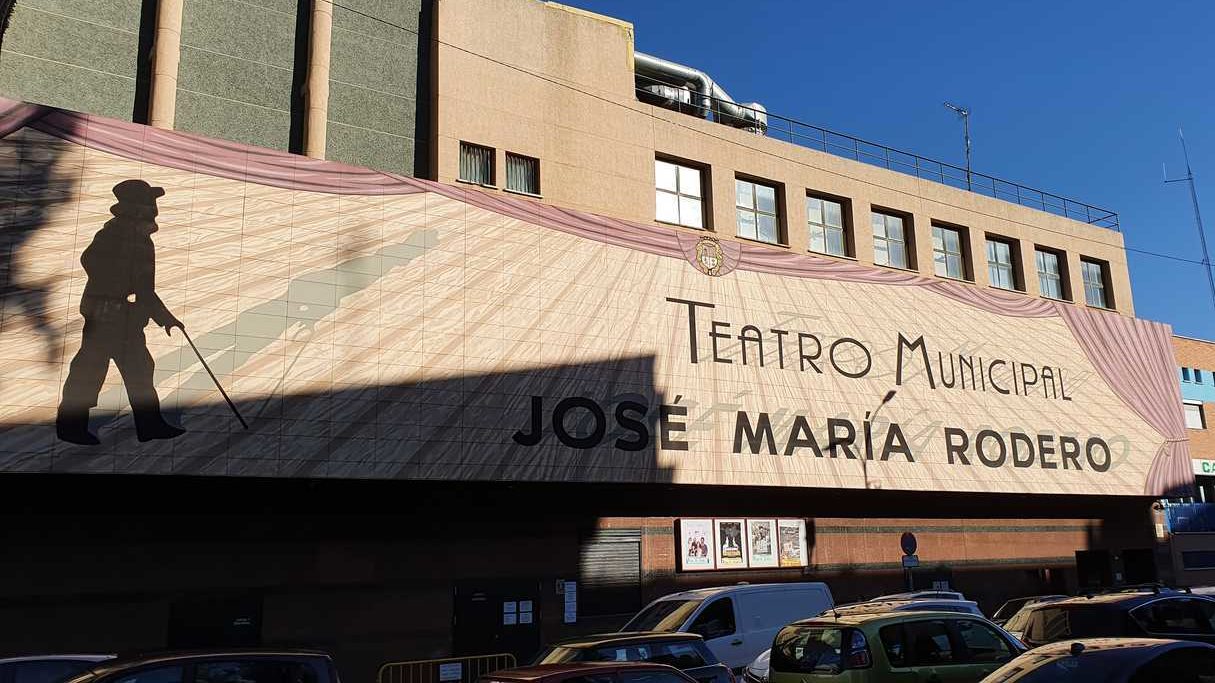 TEATRO MUNICIPAL
JOSÉ MARÍA RODERO